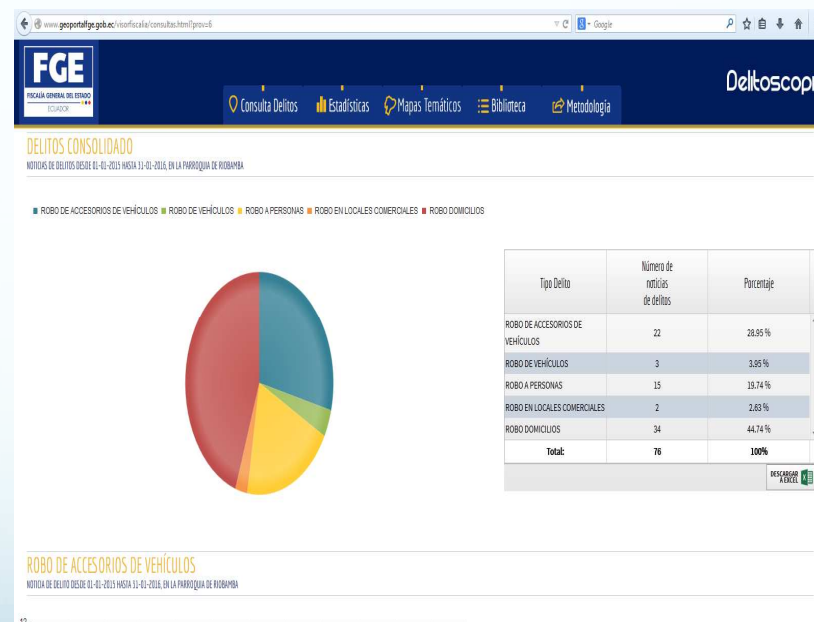 www.geoportalfge.gob.ec/visorfiscalia/consultas.html?prov=6
Google
FGE
FISCALÍA GENERAL DEL ESTADO
ECUADOR
Consulta Delitos
Estadísticas
Mapas Temáticos
Biblioteca
Metodología
Delitoscop
DELITOS CONSOLIDADO
NOTICIAS DE DELITOS DESDE 01-01-2015 HASTA 31-01-2016, EN LA PARROQUIA DE RIOBAMBA
ROBO DE ACCESORIOS DE VEHÍCULOS ROBO DE VEHÍCULOS ROBO A PERSONAS ROBO EN LOCALES COMERCIALES ROBO DOMICILIOS
Tipo Delito
Número de
noticias
de delitos
Porcentaje
ROBO DE ACCESORIOS DE
VEHÍCULOS
22 28.95 %
ROBO DE VEHÍCULOS 3 3.95 %
ROBO A PERSONAS 15 19.74 %
ROBO EN LOCALES COMERCIALES 2 2.63 %
ROBO DOMICILIOS 34 44.74 %
Total: 76 100%
DESCARGAR
A EXCEL
ROBO DE ACCESORIOS DE VEHÍCULOS
NOTICIA DE DELITO DESDE 01-01-2015 HASTA 31-01-2016, EN LA PARROQUIA DE RIOBAMBA